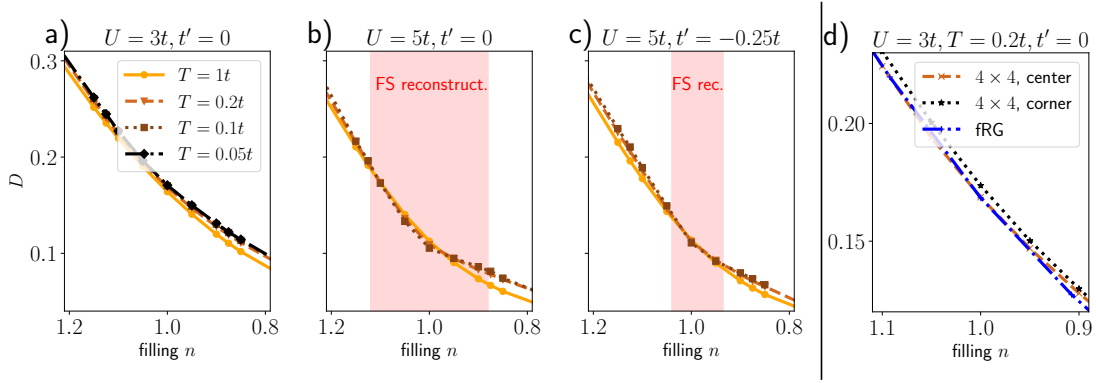 a) U = 3t, t′ = 0
0.3
0.2
0.1
D
T = 1t
T = 0.2t
T = 0.1t
T = 0.05t
1.2 1.0 0.8
filling n
b) U = 5t, t′ = 0
FS reconstruct.
1.2 1.0 0.8
filling n
c) U = 5t, t′ = −0.25t
FS rec.
1.2 1.0 0.8
filling n
d) U = 3t, T = 0.2t, t′ = 0
0.20
0.15
4 × 4, center
4 × 4, corner
fRG
1.1 1.0 0.9
filling n